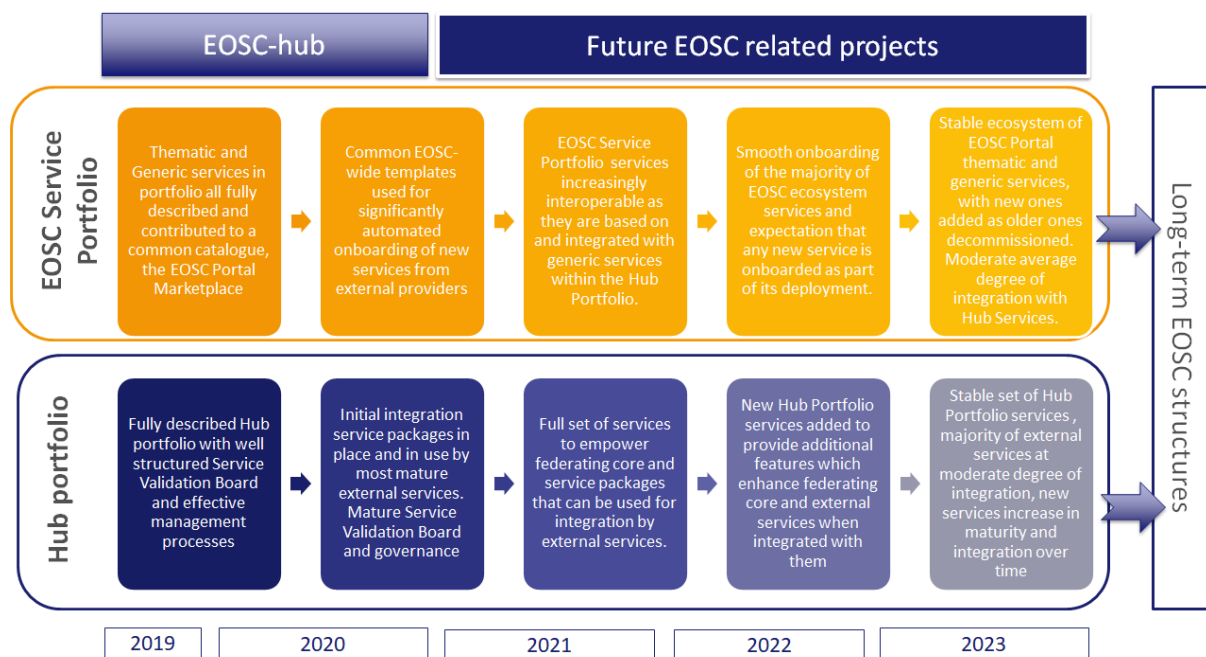 EOSC-hub
Future EOSC related projects
EOSC Service
Portfolio
Thematic and
Generic services in
portfolio all fully
described and
contributed to a
common catalogue,
the EOSC Portal
Marketplace
Common EOSC-
wide templates
used for
significantly
automated
onboarding of new
services from
external providers
EOSC Service
Portfolio services
increasingly
interoperable as
they are based on
and integrated with
generic services
within the Hub
Portfolio.
Smooth onboarding
of the majority of
EOSC ecosystem
services and
expectation that
any new service is
onboarded as part
of its deployment.
Stable ecosystem of
EOSC Portal
thematic and
generic services,
with new ones
added as older ones
decommissioned.
Moderate average
degree of
integration with
Hub Services.
Hub portfolio
Fully described Hub
portfolio with well
structured Service
Validation Board
and effective
management
processes
Initial integration
service packages in
place and in use by
most mature
external services.
Mature Service
Validation Board
and governance
Full set of services
to empower
federating core and
service packages
that can be used for
integration by
external services.
New Hub Portfolio
services added to
provide additional
features which
enhance federating
core and external
services when
integrated with
them
Stable set of Hub
Portfolio services ,
majority of external
services at
moderate degree of
integration, new
services increase in
maturity and
integration over
time
Long-term EOSC structures
2019
2020
2021
2022
2023